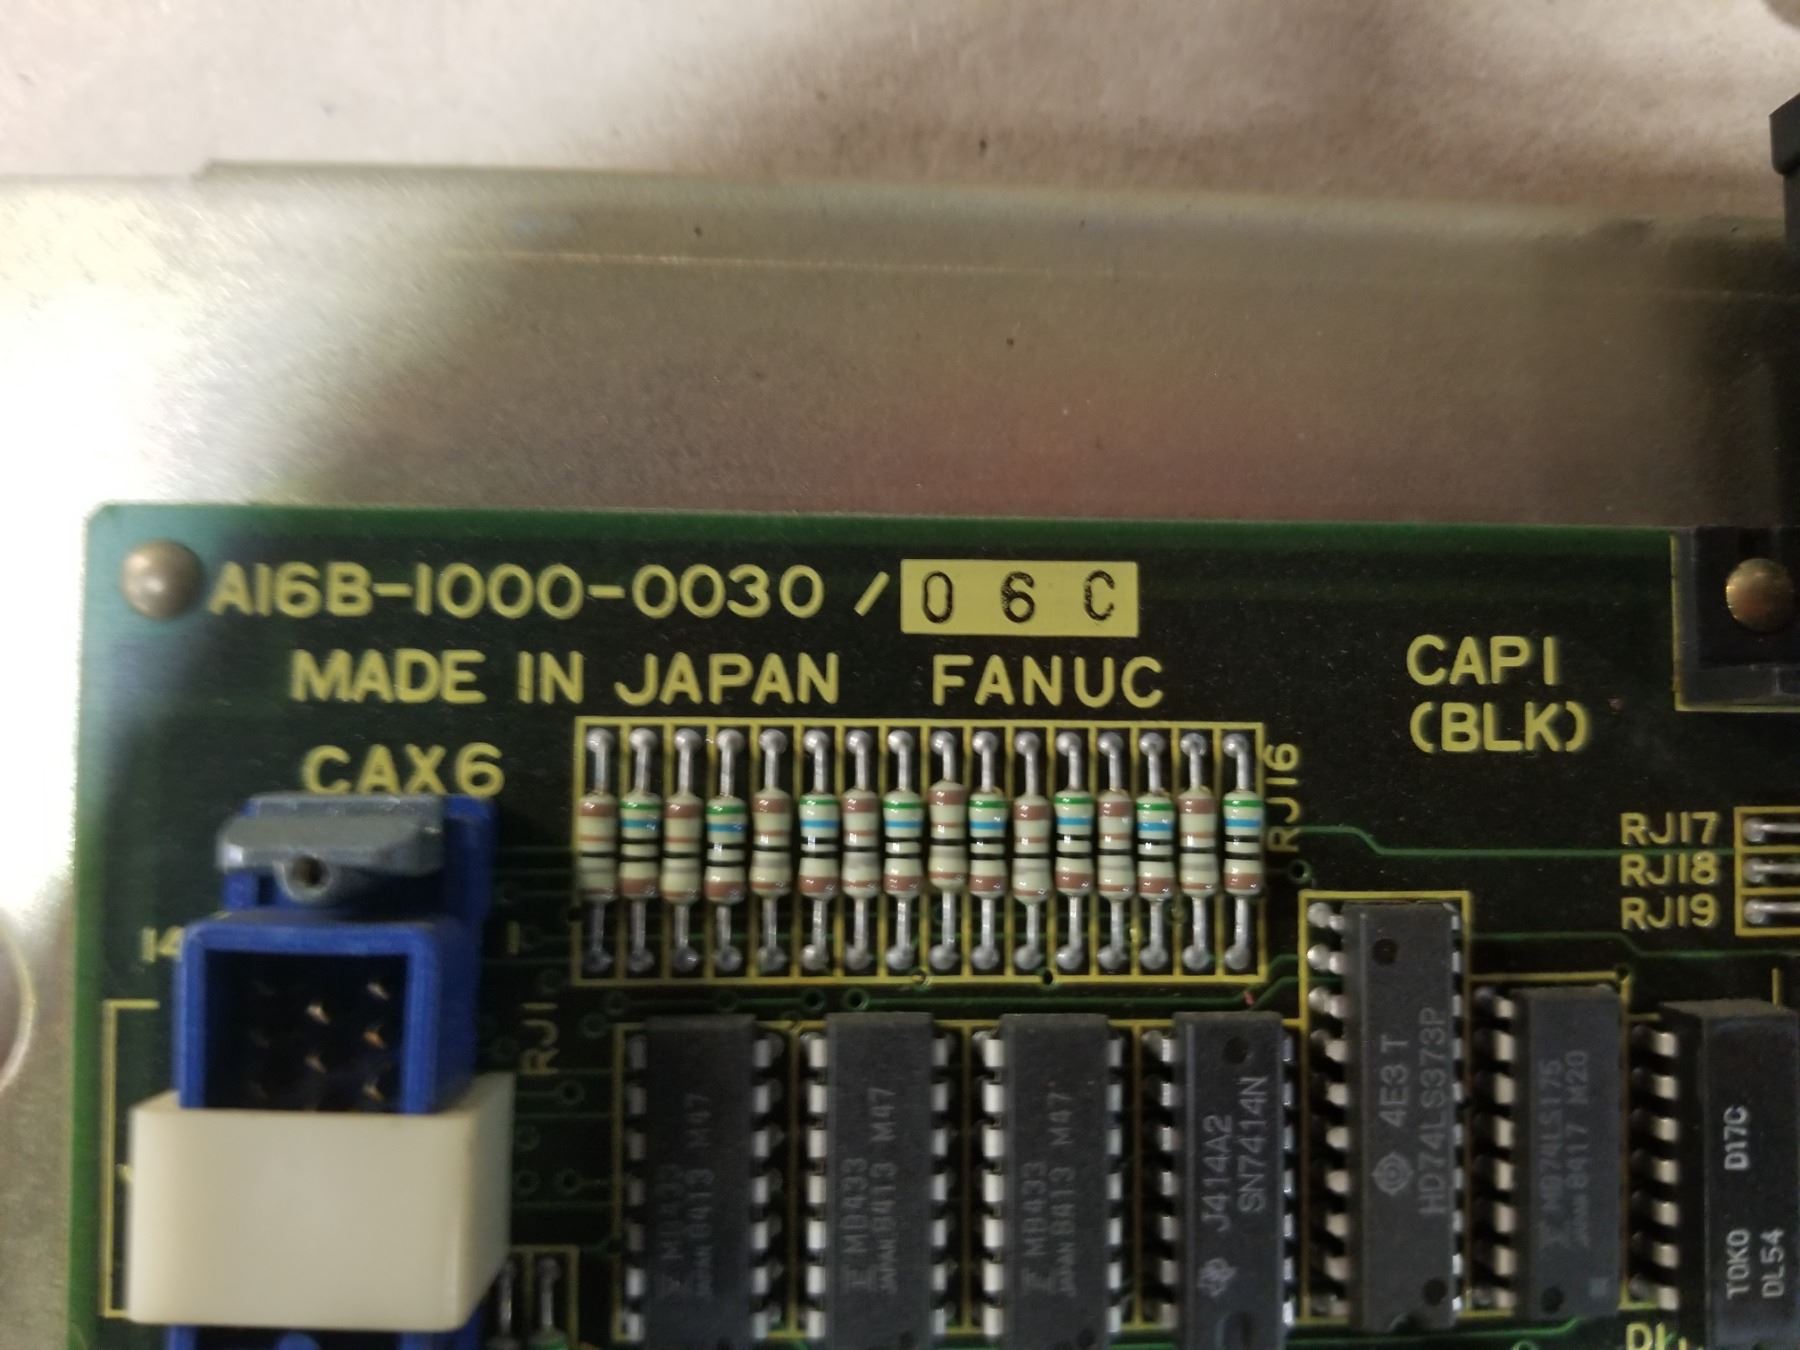 A16B-1000-0030 / 06C
MADE IN JAPAN FANUC
CAP1
(BLK)
CAX6
RJ16
RJ17
RJ18
RJ19
14
1
RJ1
MB433
JAPAN 8413 M47
MB433
JAPAN 8413 M47
MB433
JAPAN 8413 M47
J414A2
SN7414N
4E3T
HD74LS373P
MB74LS175
JAPAN 8417 M20
TOKO D17C
DL54